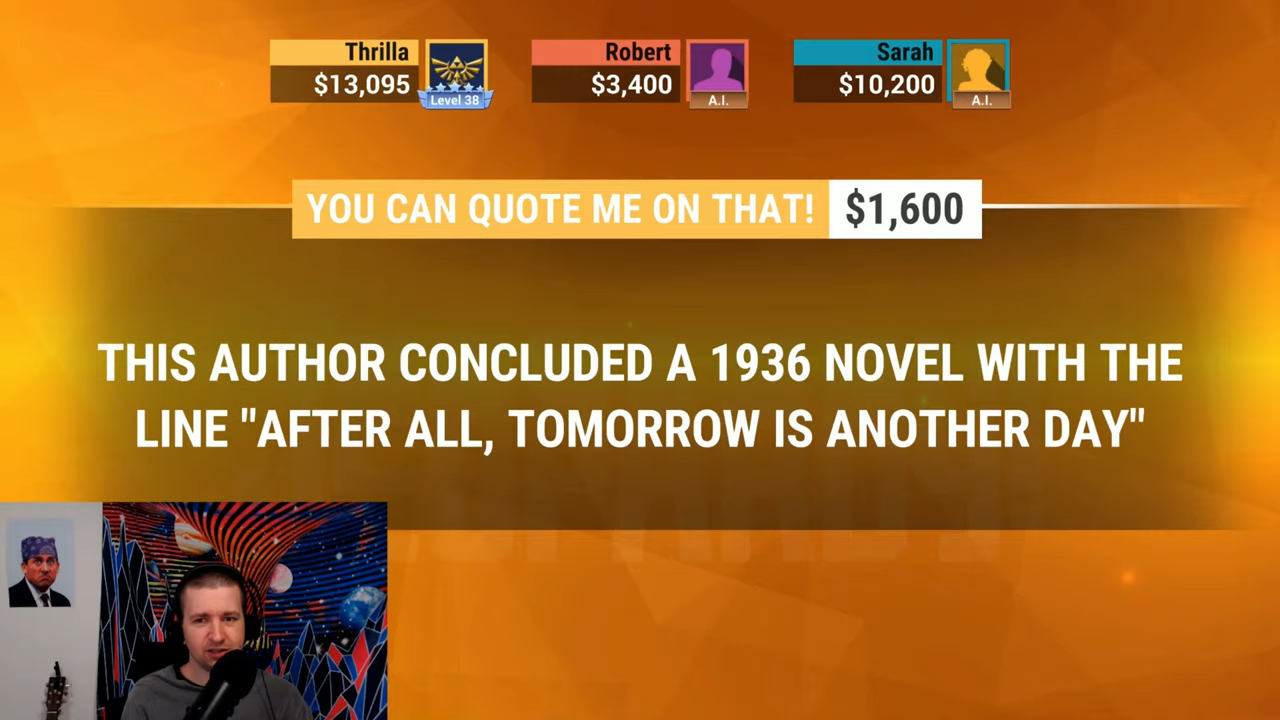 Thrilla
$13,095
Level 38
Robert
$3,400
A.I.
Sarah
$10,200
A.I.
YOU CAN QUOTE ME ON THAT! $1,600
THIS AUTHOR CONCLUDED A 1936 NOVEL WITH THE
LINE "AFTER ALL, TOMORROW IS ANOTHER DAY"